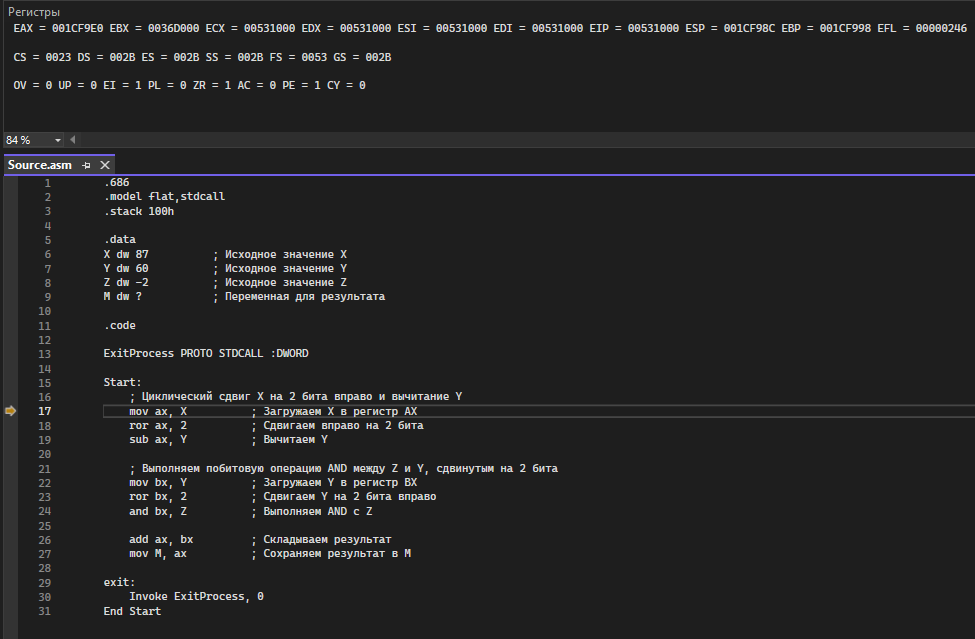 Регистры
EAX = 001CF9E0 EBX = 0036D000 ECX = 00531000 EDX = 00531000 ESI = 00531000 EDI = 00531000 EIP = 00531000 ESP = 001CF98C EBP = 001CF998 EFL = 00000246
CS = 0023 DS = 002B ES = 002B SS = 002B FS = 0053 GS = 002B
OV = 0 UP = 0 EI = 1 PL = 0 ZR = 1 AC = 0 PE = 1 CY = 0
84 %
Source.asm
1 .686
2 .model flat,stdcall
3 .stack 100h
4
5 .data
6 X dw 87 ; Исходное значение X
7 Y dw 60 ; Исходное значение Y
8 Z dw -2 ; Исходное значение Z
9 M dw ? ; Переменная для результата
10
11 .code
12
13 ExitProcess PROTO STDCALL :DWORD
14
15 Start:
16 ; Циклический сдвиг X на 2 бита вправо и вычитание Y
17 mov ax, X ; Загружаем X в регистр AX
18 ror ax, 2 ; Сдвигаем вправо на 2 бита
19 sub ax, Y ; Вычитаем Y
20
21 ; Выполняем побитовую операцию AND между Z и Y, сдвинутым на 2 бита
22 mov bx, Y ; Загружаем Y в регистр BX
23 ror bx, 2 ; Сдвигаем Y на 2 бита вправо
24 and bx, Z ; Выполняем AND с Z
25
26 add ax, bx ; Складываем результат
27 mov M, ax ; Сохраняем результат в M
28
29 exit:
30 Invoke ExitProcess, 0
31 End Start